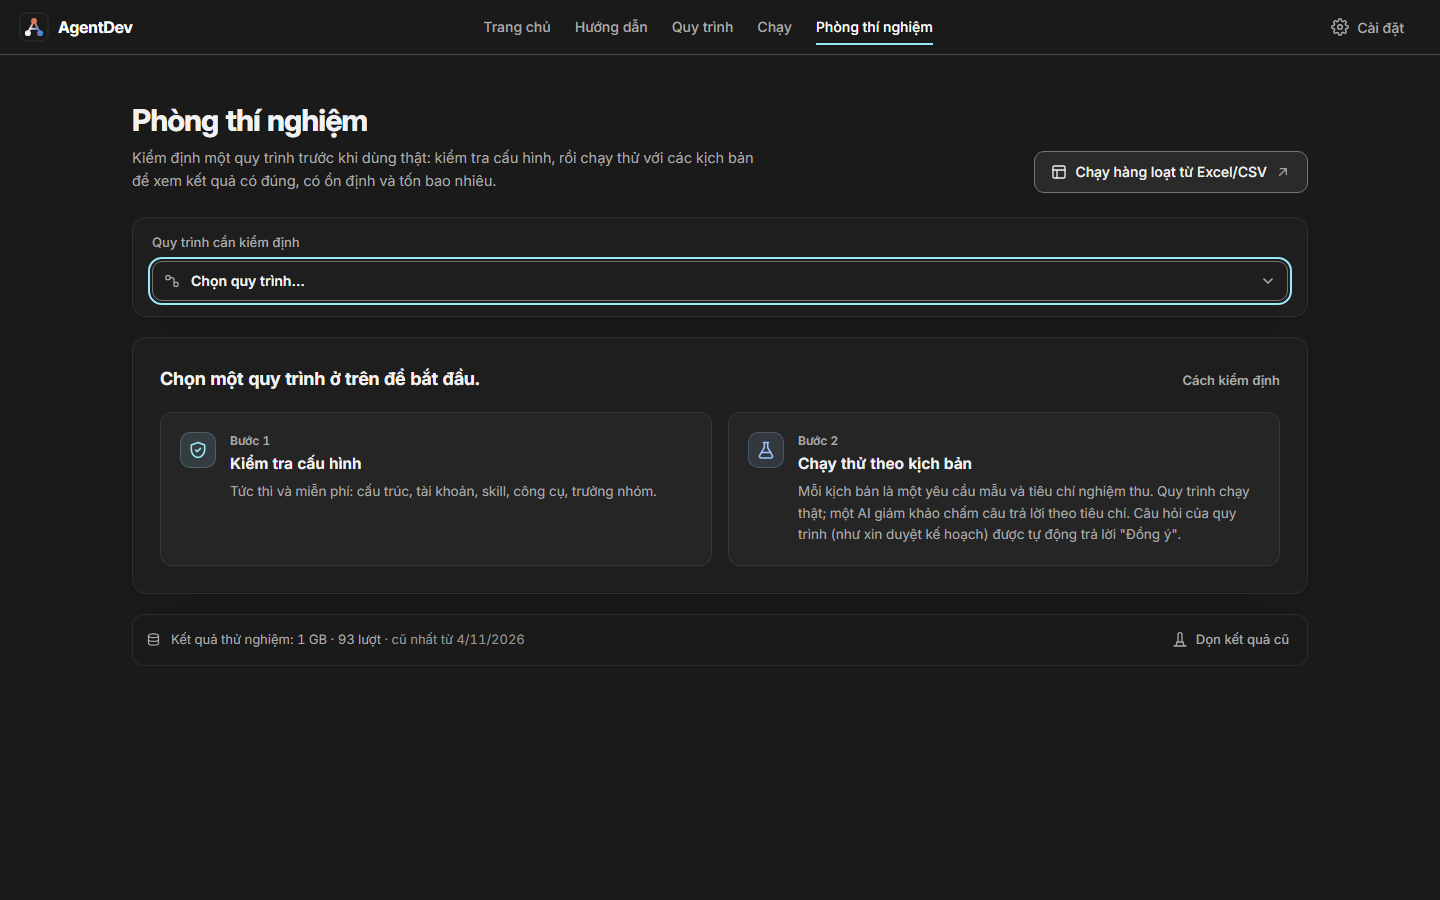 AgentDev
Trang chủ
Hướng dẫn
Quy trình
Chạy
Phòng thí nghiệm
Cài đặt
Phòng thí nghiệm
Kiểm định một quy trình trước khi dùng thật: kiểm tra cấu hình, rồi chạy thử với các kịch bản
để xem kết quả có đúng, có ổn định và tốn bao nhiêu.
Chạy hàng loạt từ Excel/CSV
Quy trình cần kiểm định
Chọn quy trình...
Chọn một quy trình ở trên để bắt đầu.
Cách kiểm định
Bước 1
Kiểm tra cấu hình
Tức thì và miễn phí: cấu trúc, tài khoản, skill, công cụ, trưởng nhóm.
Bước 2
Chạy thử theo kịch bản
Mỗi kịch bản là một yêu cầu mẫu và tiêu chí nghiệm thu. Quy trình chạy
thật; một AI giám khảo chấm câu trả lời theo tiêu chí. Câu hỏi của quy
trình (như xin duyệt kế hoạch) được tự động trả lời "Đồng ý".
Kết quả thử nghiệm: 1 GB · 93 lượt · cũ nhất từ 4/11/2026
Dọn kết quả cũ